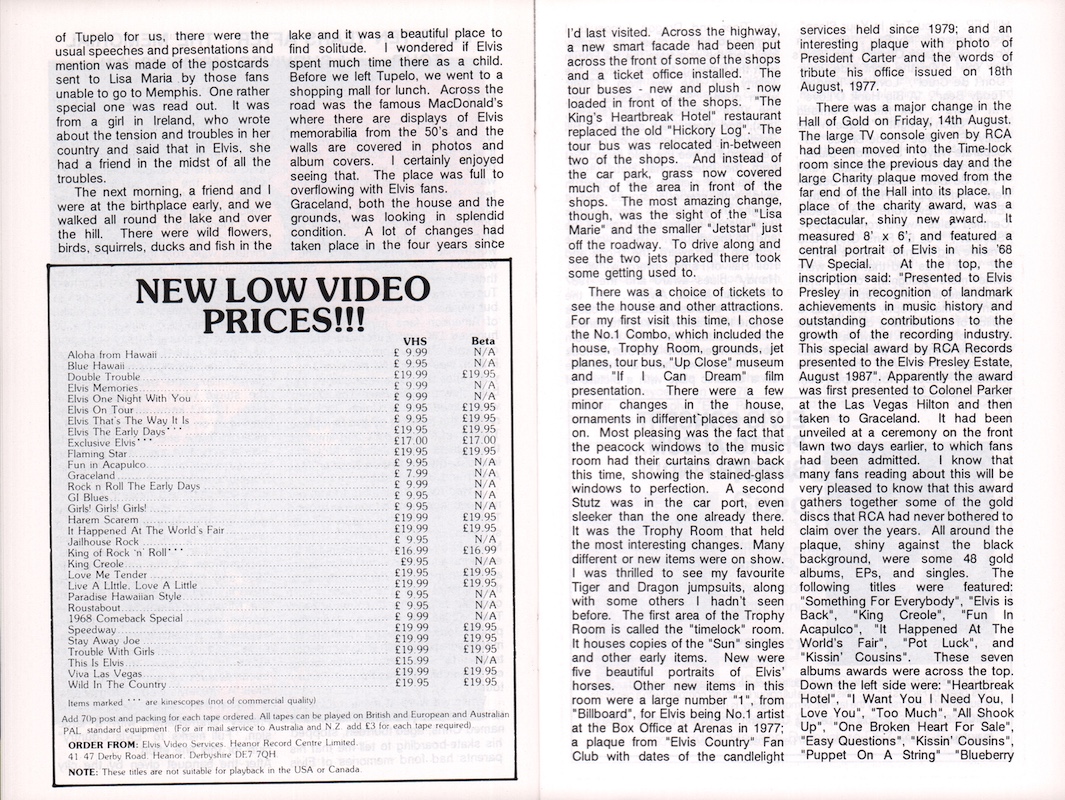 of Tupelo for us, there were the
usual speeches and presentations and
mention was made of the postcards
sent to Lisa Maria by those fans
unable to go to Memphis. One rather
special one was read out. It was
from a girl in Ireland, who wrote
about the tension and troubles in her
country and said that in Elvis, she
had a friend in the midst of all the
troubles.
The next morning, a friend and I
were at the birthplace early, and we
walked all round the lake and over
the hill. There were wild flowers,
birds, squirrels, ducks and fish in the
lake and it was a beautiful place to
find solitude. I wondered if Elvis
spent much time there as a child.
Before we left Tupelo, we went to a
shopping mall for lunch. Across the
road was the famous MacDonald's
where there are displays of Elvis
memorabilia from the 50's and the
walls are covered in photos and
album covers. I certainly enjoyed
seeing that. The place was full to
overflowing with Elvis fans.
Graceland, both the house and the
grounds, was looking in splendid
condition. A lot of changes had
taken place in the four years since
NEW LOW VIDEO
PRICES!!!
VHS Beta
Aloha from Hawaii £ 9.99 N/A
Blue Hawaii £ 9.95 N/A
Double Trouble £19.99 £19.95
Elvis Memories £ 9.99 N/A
Elvis One Night With You £ 9.99 N/A
Elvis On Tour £ 9.95 £19.95
Elvis That's The Way It Is £ 9.95 £19.95
Elvis The Early Days*** £19.95 £19.95
Exclusive Elvis*** £17.00 £17.00
Flaming Star £19.95 £19.95
Fun in Acapulco £ 9.95 N/A
Graceland £ 7.99 N/A
Rock n Roll The Early Days £ 9.99 N/A
GI Blues £ 9.95 N/A
Girls! Girls! Girls! £ 9.95 N/A
Harem Scarem £19.99 £19.95
It Happened At The World's Fair £19.99 £19.95
Jailhouse Rock £ 9.95 N/A
King of Rock 'n' Roll*** £16.99 £16.99
King Creole £9.95 N/A
Love Me Tender £19.95 £19.95
Live A LIttle, Love A Little £19.99 £19.95
Paradise Hawaiian Style £ 9.95 N/A
Roustabout £ 9.95 N/A
1968 Comeback Special £ 9.99 N/A
Speedway £19.99 £19.95
Stay Away Joe £19.99 £19.95
Trouble With Girls £19.99 £19.95
This Is Elvis £15.99 N/A
Viva Las Vegas £19.99 £19.95
Wild In The Country £19.95 £19.95
Items marked *** are kinescopes (not of commercial quality)
Add 70p post and packing for each tape ordered. All tapes can be played on British and European and Australian
PAL standard equipment. (For air mail service to Australia and N.Z. add £3 for each tape required)
ORDER FROM: Elvis Video Services, Heanor Record Centre Limited,
41-47 Derby Road, Heanor, Derbyshire DE7 7QH
NOTE: These titles are not suitable for playback in the USA or Canada
I'd last visited. Across the highway,
a new smart facade had been put
across the front of some of the shops
and a ticket office installed. The
tour buses - new and plush - now
loaded in front of the shops. "The
King's Heartbreak Hotel" restaurant
replaced the old "Hickory Log". The
tour bus was relocated in-between
two of the shops. And instead of
the car park, grass now covered
much of the area in front of the
shops. The most amazing change,
though, was the sight of the "Lisa
Marie" and the smaller "Jetstar" just
off the roadway. To drive along and
see the two jets parked there took
some getting used to.
There was a choice of tickets to
see the house and other attractions.
For my first visit this time, I chose
the No.1 Combo, which included the
house, Trophy Room, grounds, jet
planes, tour bus, "Up Close" museum
and "If I Can Dream" film
presentation. There were a few
minor changes in the house,
ornaments in different places and so
on. Most pleasing was the fact that
the peacock windows to the music
room had their curtains drawn back
this time, showing the stained-glass
windows to perfection. A second
Stutz was in the car port, even
sleeker than the one already there.
It was the Trophy Room that held
the most interesting changes. Many
different or new items were on show.
I was thrilled to see my favourite
Tiger and Dragon jumpsuits, along
with some others I hadn't seen
before. The first area of the Trophy
Room is called the "timelock" room.
It houses copies of the "Sun" singles
and other early items. New were
five beautiful portraits of Elvis'
horses. Other new items in this
room were a large number "1", from
"Billboard", for Elvis being No.1 artist
at the Box Office at Arenas in 1977;
a plaque from "Elvis Country" Fan
Club with dates of the candlelight
services held since 1979; and an
interesting plaque with photo of
President Carter and the words of
tribute his office issued on 18th
August, 1977.
There was a major change in the
Hall of Gold on Friday, 14th August.
The large TV console given by RCA
had been moved into the Time-lock
room since the previous day and the
large Charity plaque moved from the
far end of the Hall into its place. In
place of the charity award, was a
spectacular, shiny new award. It
measured 8' x 6', and featured a
central portrait of Elvis in his '68
TV Special. At the top, the
inscription said: "Presented to Elvis
Presley in recognition of landmark
achievements in music history and
outstanding contributions to the
growth of the recording industry.
This special award by RCA Records
presented to the Elvis Presley Estate,
August 1987". Apparently the award
was first presented to Colonel Parker
at the Las Vegas Hilton and then
taken to Graceland. It had been
unveiled at a ceremony on the front
lawn two days earlier, to which fans
had been admitted. I know that
many fans reading about this will be
very pleased to know that this award
gathers together some of the gold
discs that RCA had never bothered to
claim over the years. All around the
plaque, shiny against the black
background, were some 48 gold
albums, EPs, and singles. The
following titles were featured:
"Something For Everybody", "Elvis is
Back", "King Creole", "Fun In
Acapulco", "It Happened At The
World's Fair", "Pot Luck", and
"Kissin' Cousins". These seven
albums awards were across the top.
Down the left side were: "Heartbreak
Hotel", "I Want You I Need You, I
Love You", "Too Much", "All Shook
Up", "One Broken Heart For Sale",
"Easy Questions", "Kissin' Cousins",
"Puppet On A String" "Blueberry